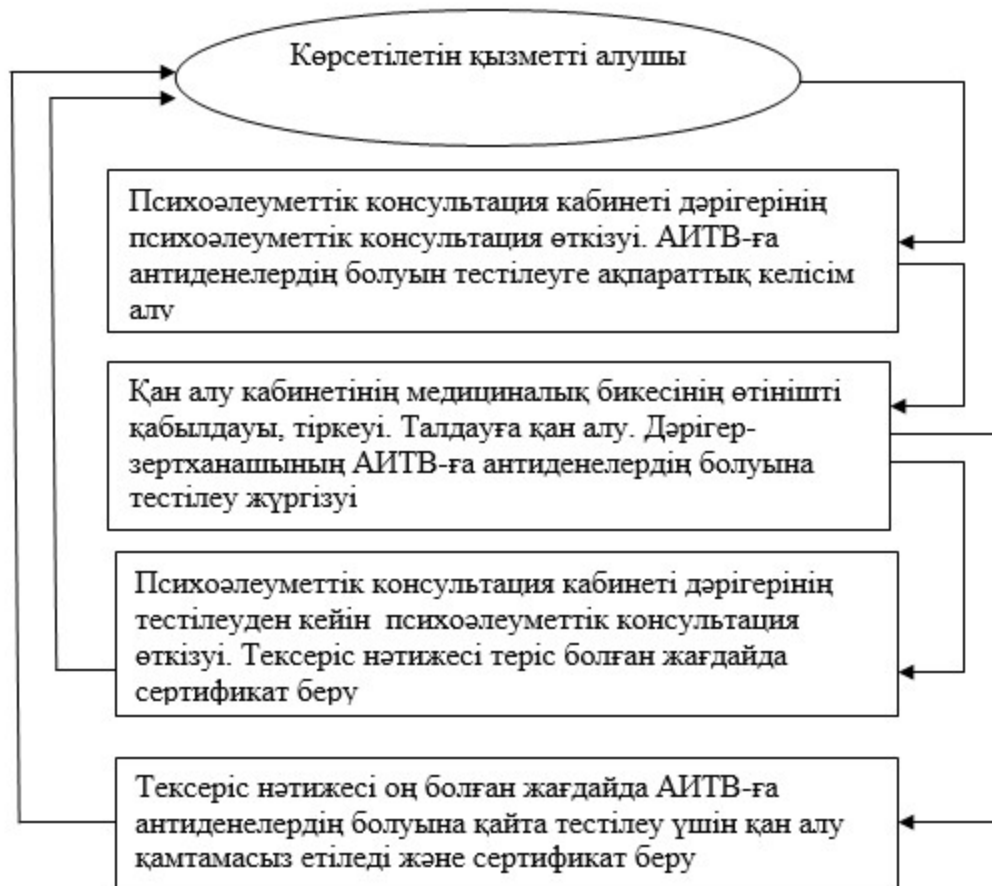 Көрсетілетін қызметті алушы
Психоәлеуметтік консультация кабинеті дәрігерінің
психоәлеуметтік консультация өткізуі. АИТВ-ға
антиденелердің болуын тестілеуге ақпараттық келісім
алу
Қан алу кабинетінің медициналық бикесінің өтінішті
қабылдауы, тіркеуі. Талдауға қан алу. Дәрігер-
зертханашының АИТВ-ға антиденелердің болуына
тестілеу жүргізуі
Психоәлеуметтік консультация кабинеті дәрігерінің
тестілеуден кейін  психоәлеуметтік консультация
өткізуі. Тексеріс нәтижесі теріс болған жағдайда
сертификат беру
Тексеріс нәтижесі оң болған жағдайда АИТВ-ға
антиденелердің болуына қайта тестілеу үшін қан алу
қамтамасыз етіледі және сертификат беру